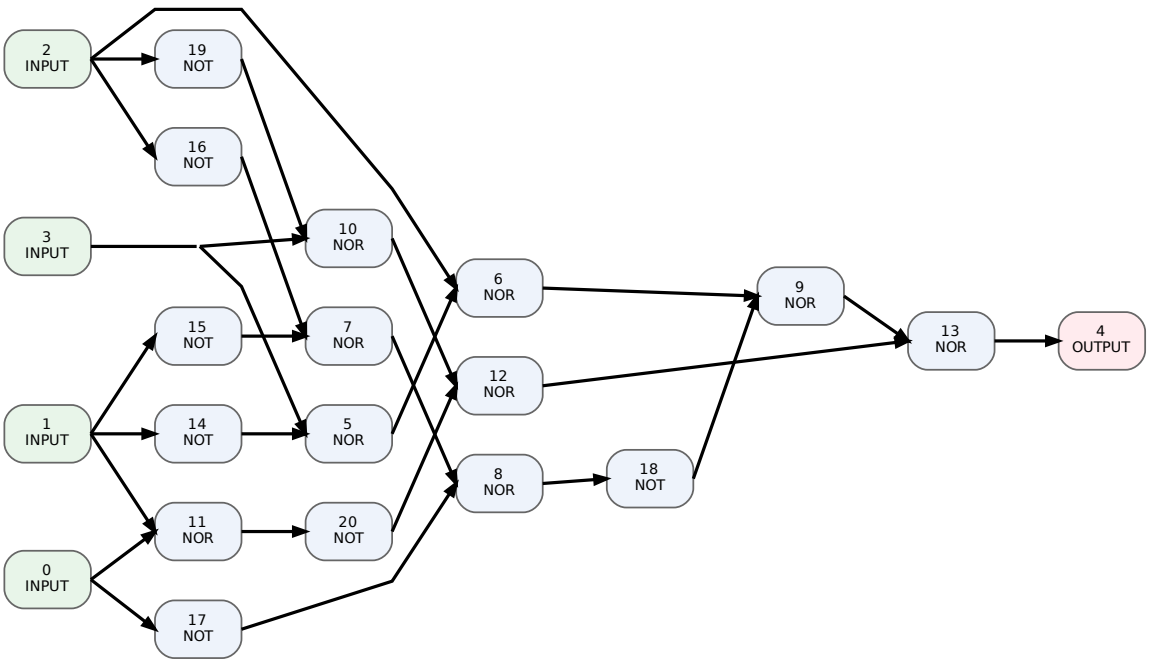 2
INPUT
19
NOT
16
NOT
3
INPUT
10
NOR
6
NOR
9
NOR
15
NOT
7
NOR
13
NOR
4
OUTPUT
12
NOR
1
INPUT
14
NOT
5
NOR
8
NOR
18
NOT
11
NOR
20
NOT
0
INPUT
17
NOT